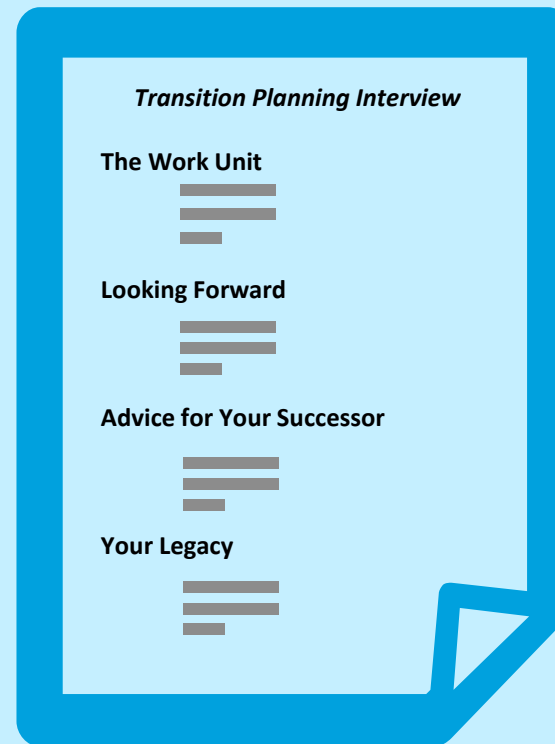 Transition Planning Interview
The Work Unit
Looking Forward
Advice for Your Successor
Your Legacy